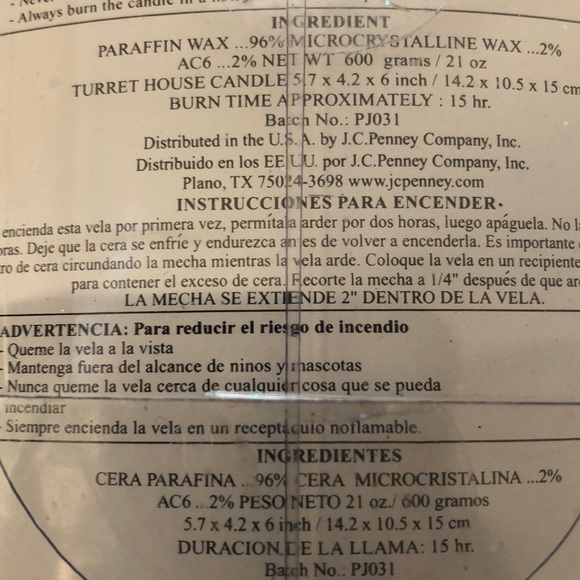 - Always burn the candle in a
INGREDIENT
PARAFFIN WAX ...96% MICROCRYSTALLINE WAX ...2%
AC6 ...2% NET WT 600 grams / 21 oz
TURRET HOUSE CANDLE 5.7 x 4.2 x 6 inch / 14.2 x 10.5 x 15 cm
BURN TIME APPROXIMATELY : 15 hr.
Batch No.: PJ031
Distributed in the U.S.A. by J.C.Penney Company, Inc.
Distribuido en los EE UU. por J.C.Penney Company, Inc.
Plano, TX 75024-3698 www.jcpenney.com
INSTRUCCIONES PARA ENCENDER.
encienda esta vela por primera vez, permítala arder por dos horas, luego apáguela. No
oras. Deje que la cera se enfríe y endurezca antes de volver a encenderla. Es importante
ro de cera circundando la mecha mientras la vela arde. Coloque la vela en un recipiente
para contener el exceso de cera. Recorte la mecha a 1/4" después de que
LA MECHA SE EXTIENDE 2" DENTRO DE LA VELA.
ADVERTENCIA: Para reducir el riesgo de incendio
- Queme la vela a la vista
- Mantenga fuera del alcance de ninos y mascotas
- Nunca queme la vela cerca de cualquier cosa que se pueda
incendiar
- Siempre encienda la vela en un receptaculo noflamable.
INGREDIENTES
CERA PARAFINA ...96% CERA MICROCRISTALINA ...2%
AC6 ...2% PESO NETO 21 oz./ 600 gramos
5.7 x 4.2 x 6 inch / 14.2 x 10.5 x 15 cm
DURACION DE LA LLAMA: 15 hr.
Batch No.: PJ031